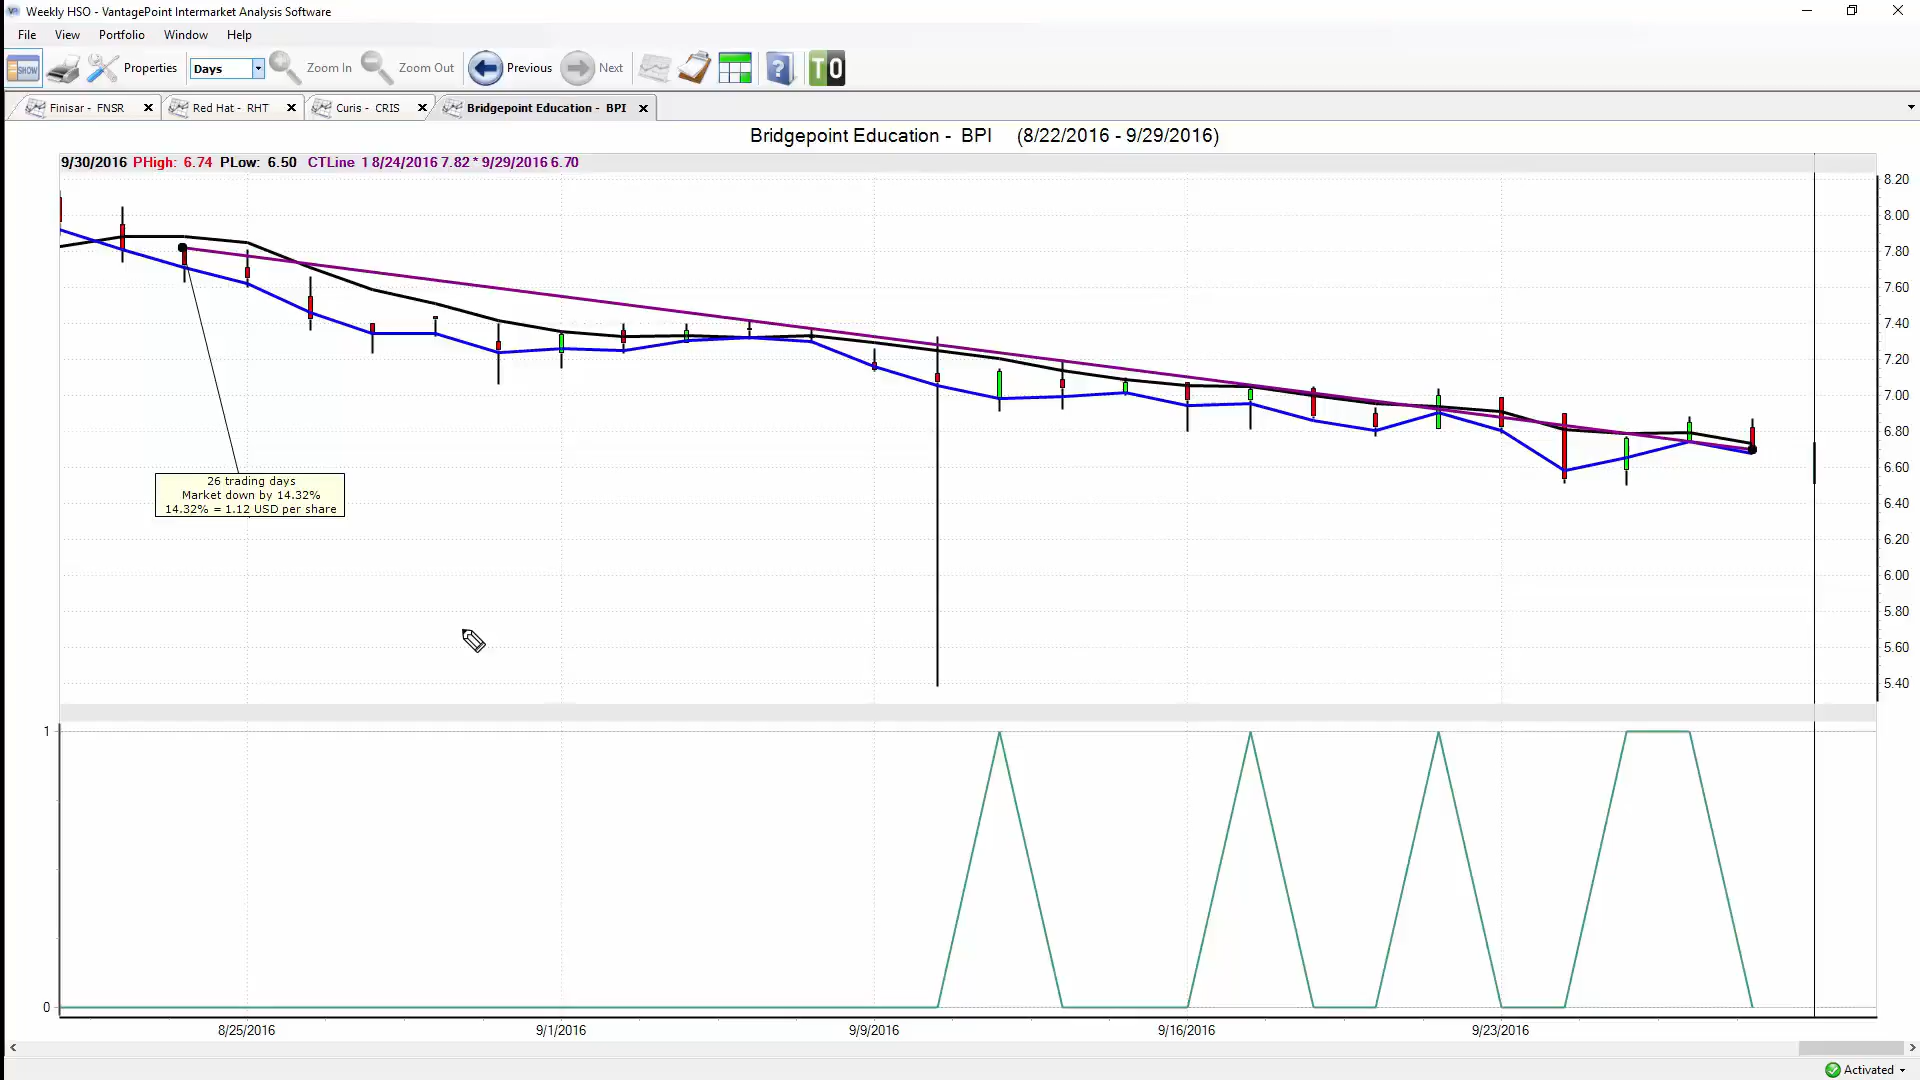 Weekly HSO - VantagePoint Intermarket Analysis Software
File View Portfolio Window Help
SHOW Properties Days Zoom In Zoom Out Previous Next ? TO
Finisar - FNSR Red Hat - RHT Curis - CRIS Bridgepoint Education - BPI
Bridgepoint Education - BPI (8/22/2016 - 9/29/2016)
9/30/2016 PHigh: 6.74 PLow: 6.50 CTLine 1 8/24/2016 7.82 * 9/29/2016 6.70
8.20
8.00
7.80
7.60
7.40
7.20
7.00
6.80
6.60
6.40
6.20
6.00
5.80
5.60
5.40
26 trading days
Market down by 14.32%
14.32% = 1.12 USD per share
1
0
8/25/2016 9/1/2016 9/9/2016 9/16/2016 9/23/2016
Activated